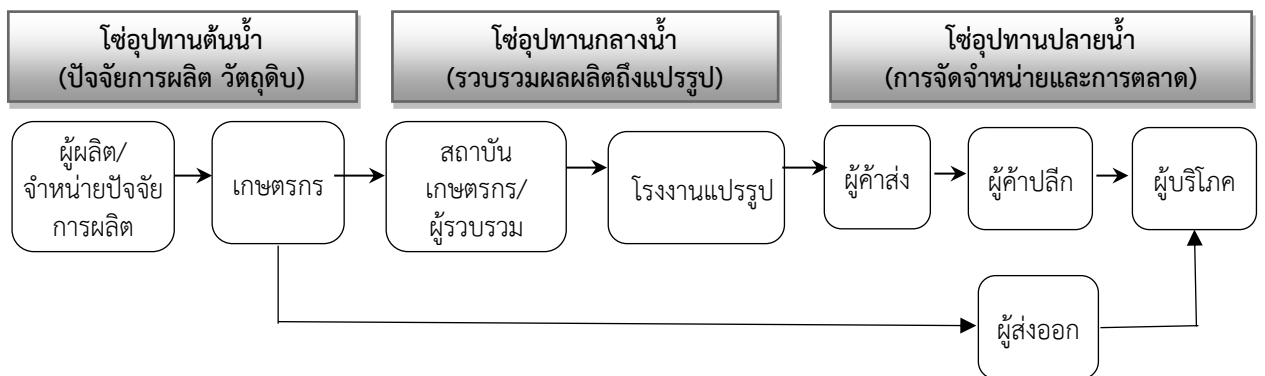 โซ่อุปทานต้นน้ำ
(ปัจจัยการผลิต วัตถุดิบ)
โซ่อุปทานกลางน้ำ
(รวบรวมผลผลิตถึงแปรรูป)
โซ่อุปทานปลายน้ำ
(การจัดจำหน่ายและการตลาด)
ผู้ผลิต/
จำหน่ายปัจจัย
การผลิต
เกษตรกร
สถาบัน
เกษตรกร/
ผู้รวบรวม
โรงงานแปรรูป
ผู้ค้าส่ง
ผู้ค้าปลีก
ผู้บริโภค
ผู้ส่งออก